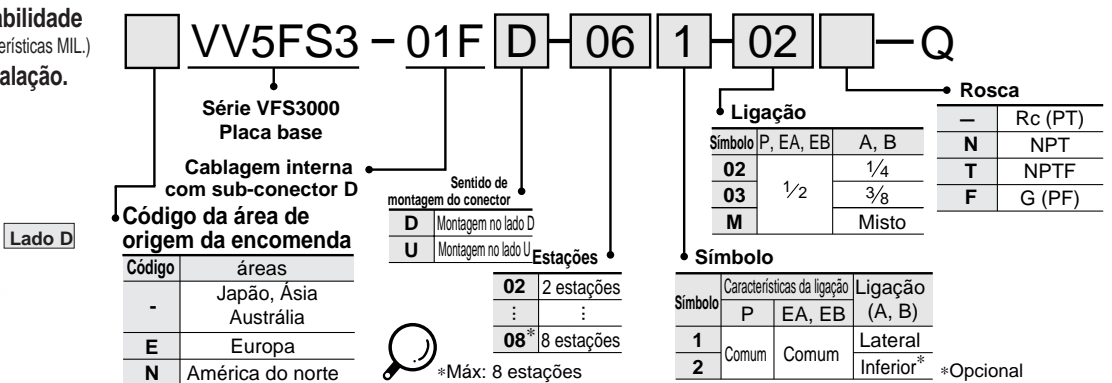 abilidade
erísticas MIL.)
alação.
VV5FS3 – 01F D – 06 1 – 02 — Q
Série VFS3000
Placa base
Cablagem interna
com sub-conector D
Lado D
Código da área de
origem da encomenda
Código áreas
- Japão, Ásia
Austrália
E Europa
N América do norte
Sentido de
montagem do conector
D Montagem no lado D
U Montagem no lado U
Estações
02 2 estações
⋮ ⋮
08* 8 estações
*Máx: 8 estações
Ligação
Símbolo P, EA, EB A, B
02 1/2 1/4
03 3/8
M Misto
Símbolo
Símbolo Características da ligação Ligação
(A, B)
P EA, EB
1 Comum Comum Lateral
2 Inferior*
*Opcional
Rosca
– Rc (PT)
N NPT
T NPTF
F G (PF)